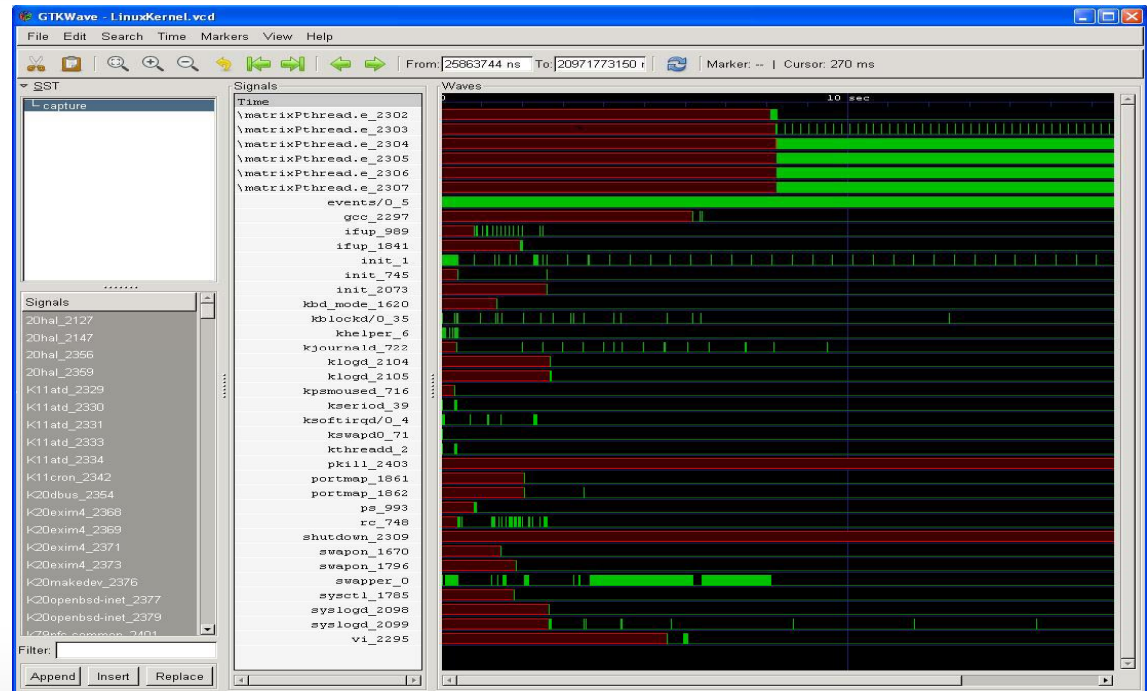 GTKWave - LinuxKernel.vcd
File Edit Search Time Markers View Help
From: 25863744 ns To: 20971773150 r Marker: -- | Cursor: 270 ms
SST
capture
Signals
20hal_2127
20hal_2147
20hal_2356
20hal_2359
K11atd_2329
K11atd_2330
K11atd_2331
K11atd_2333
K11atd_2334
K11cron_2342
K20dbus_2354
K20exim4_2368
K20exim4_2369
K20exim4_2371
K20exim4_2373
K20makedev_2376
K20openbsd-inet_2377
K20openbsd-inet_2379
Filter:
Append Insert Replace
Signals
Time
\matrixPthread.e_2302
\matrixPthread.e_2303
\matrixPthread.e_2304
\matrixPthread.e_2305
\matrixPthread.e_2306
\matrixPthread.e_2307
events/0_5
gcc_2297
ifup_989
ifup_1841
init_1
init_745
init_2073
kbd_mode_1620
kblockd/0_35
khelper_6
kjournald_722
klogd_2104
klogd_2105
kpsmoused_716
kseriod_39
ksoftirqd/0_4
kswapd0_71
kthreadd_2
pkill_2403
portmap_1861
portmap_1862
ps_993
rc_748
shutdown_2309
swapon_1670
swapon_1796
swapper_0
sysctl_1785
syslogd_2098
syslogd_2099
vi_2295
Waves
10 sec